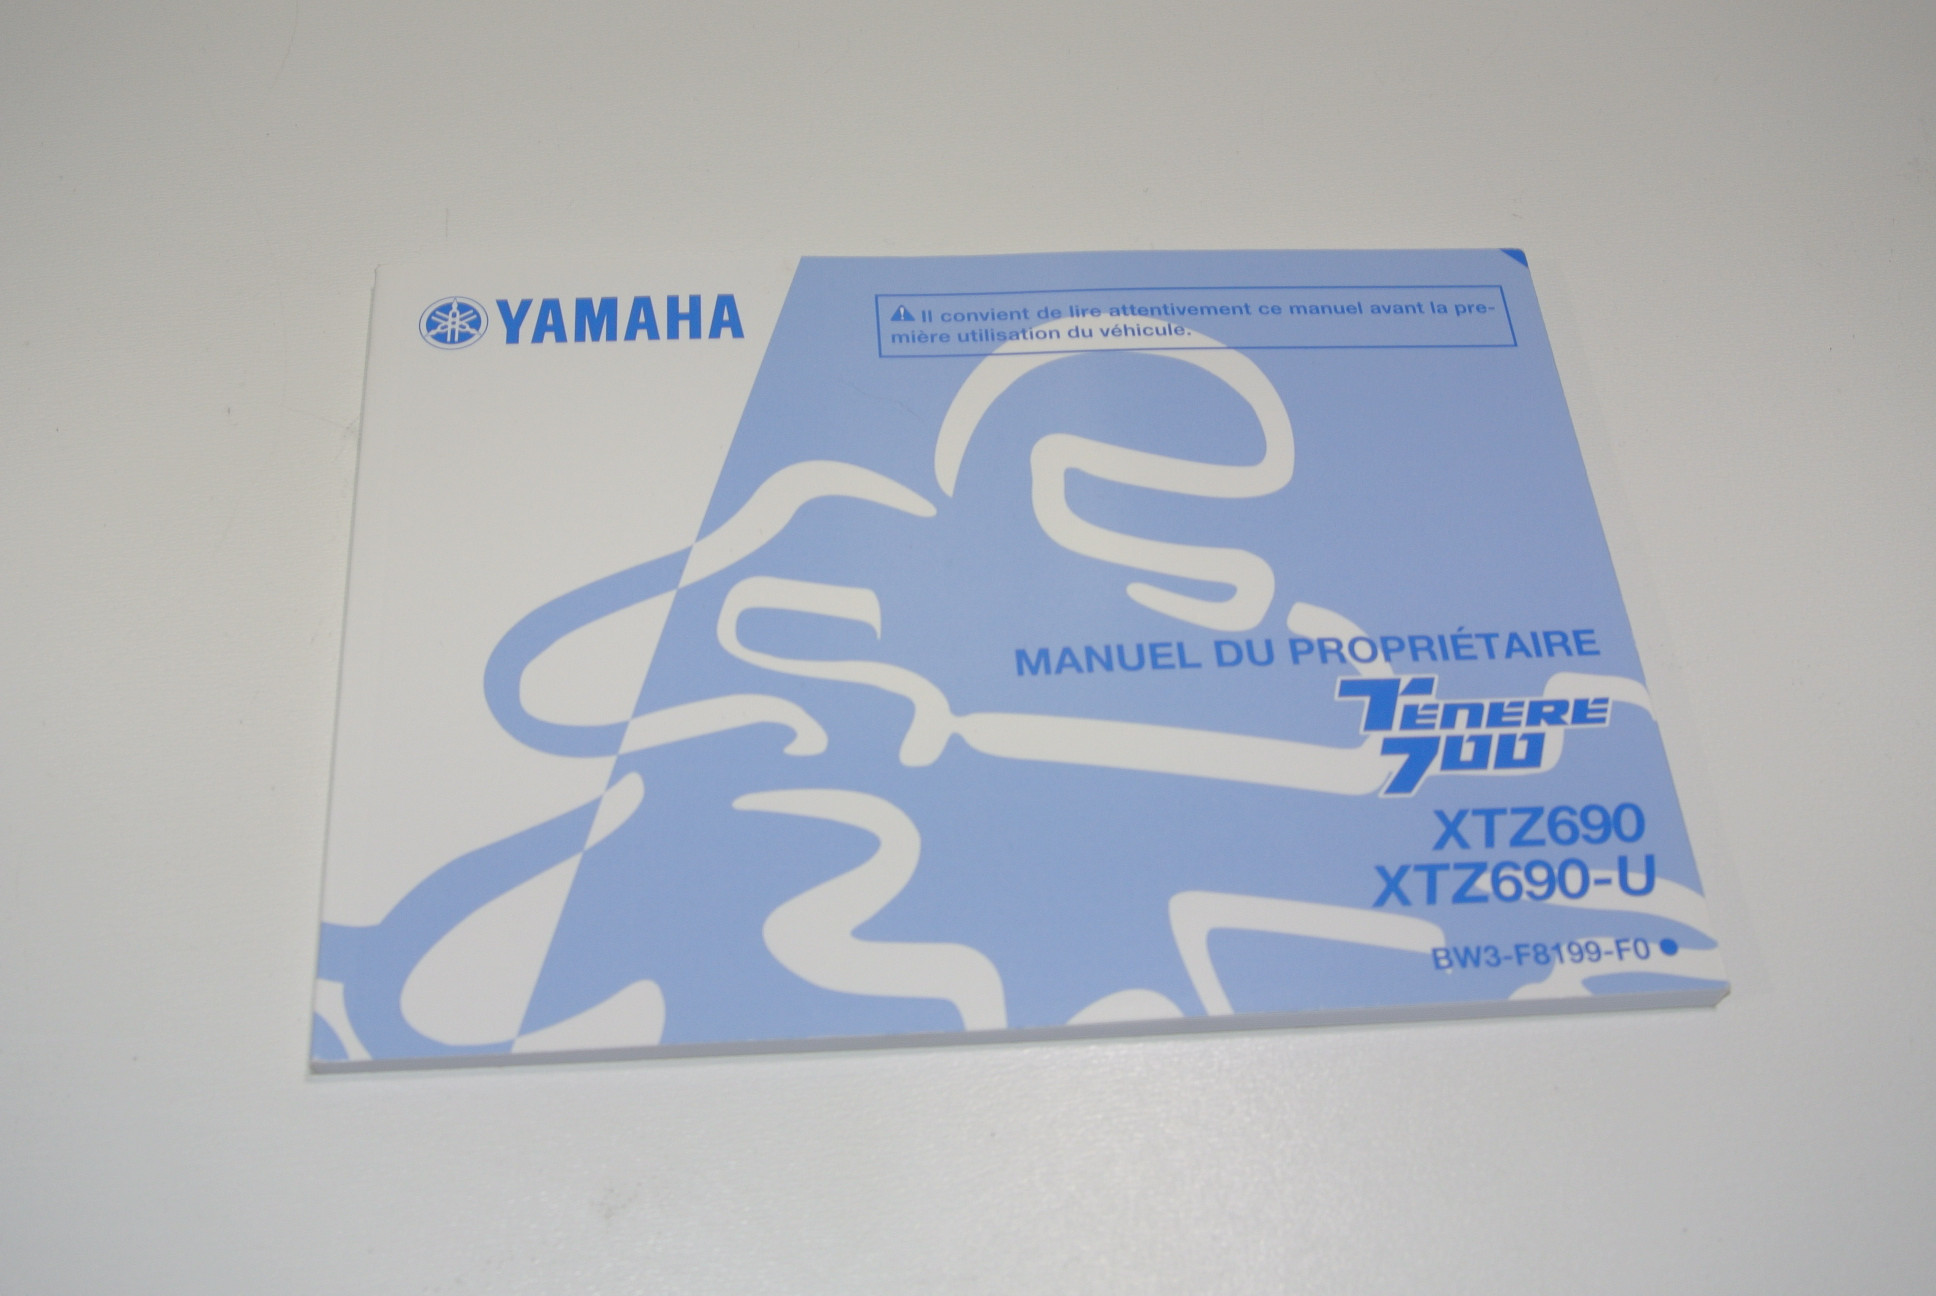 YAMAHA
Il convient de lire attentivement ce manuel avant la pre-
mière utilisation du véhicule.
MANUEL DU PROPRIÉTAIRE
TÉNÉRÉ
700
XTZ690
XTZ690-U
BW3-F8199-F0